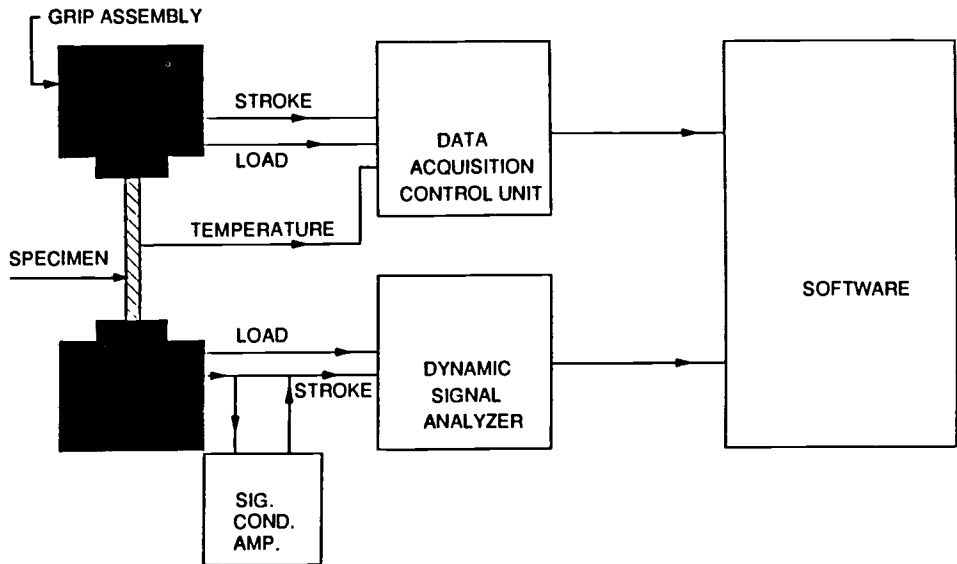 GRIP ASSEMBLY
STROKE
LOAD
DATA
ACQUISITION
CONTROL UNIT
TEMPERATURE
SPECIMEN
SOFTWARE
LOAD
STROKE
DYNAMIC
SIGNAL
ANALYZER
SIG.
COND.
AMP.